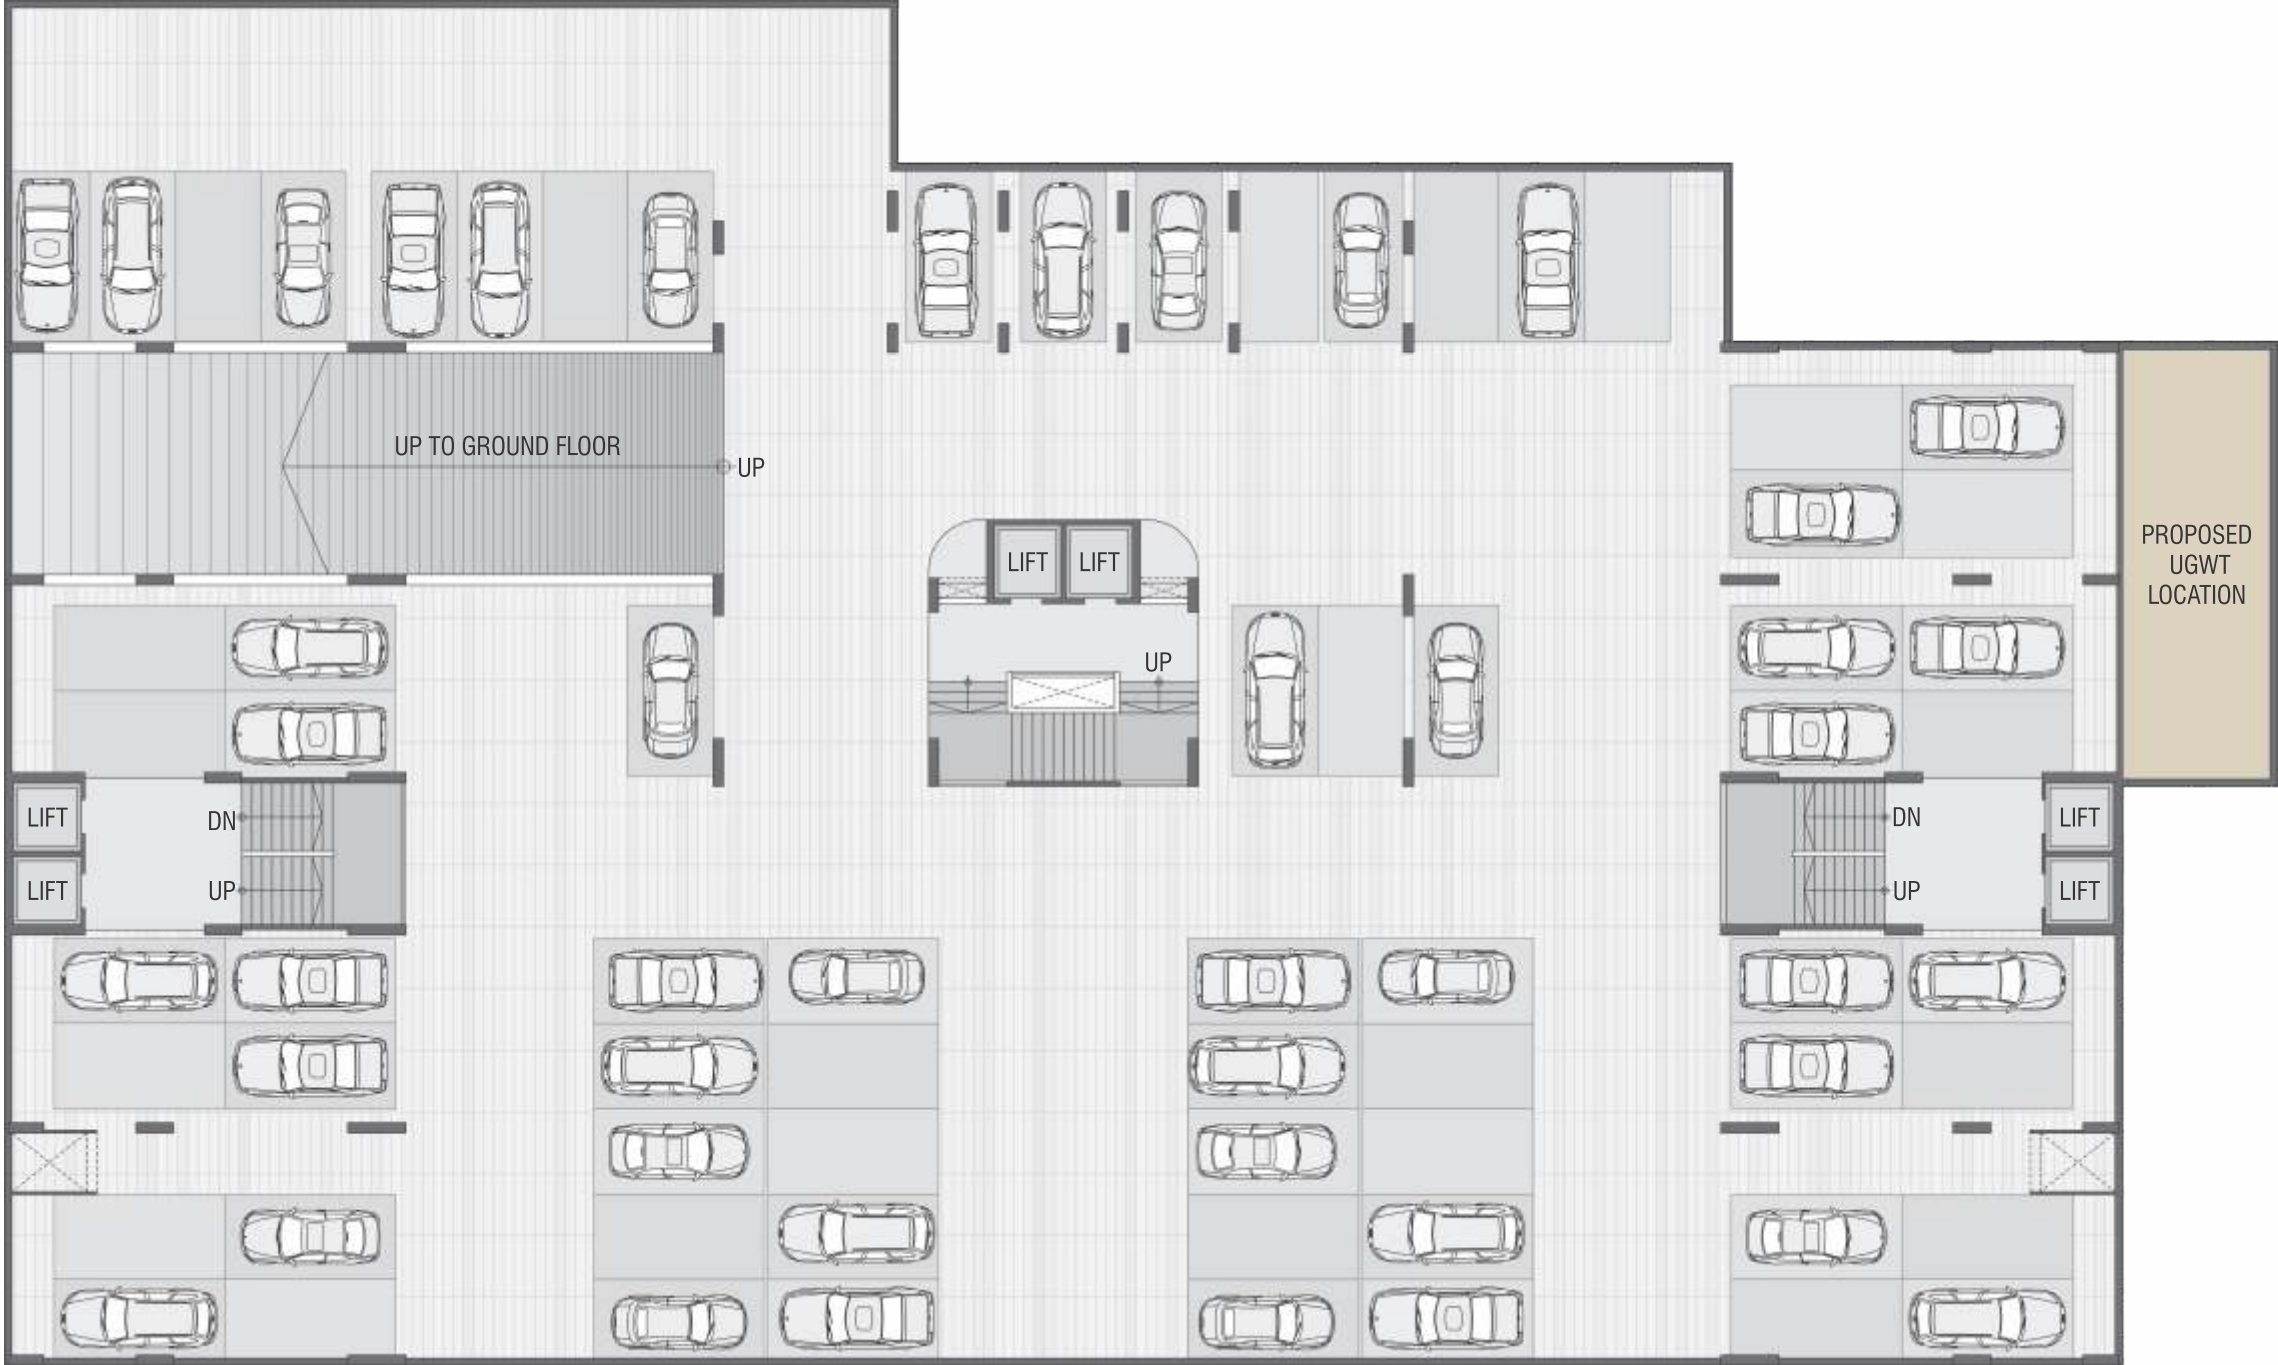 UP TO GROUND FLOOR
UP
LIFT
LIFT
PROPOSED
UGWT
LOCATION
UP
LIFT
DN
LIFT
UP
DN
LIFT
UP
LIFT